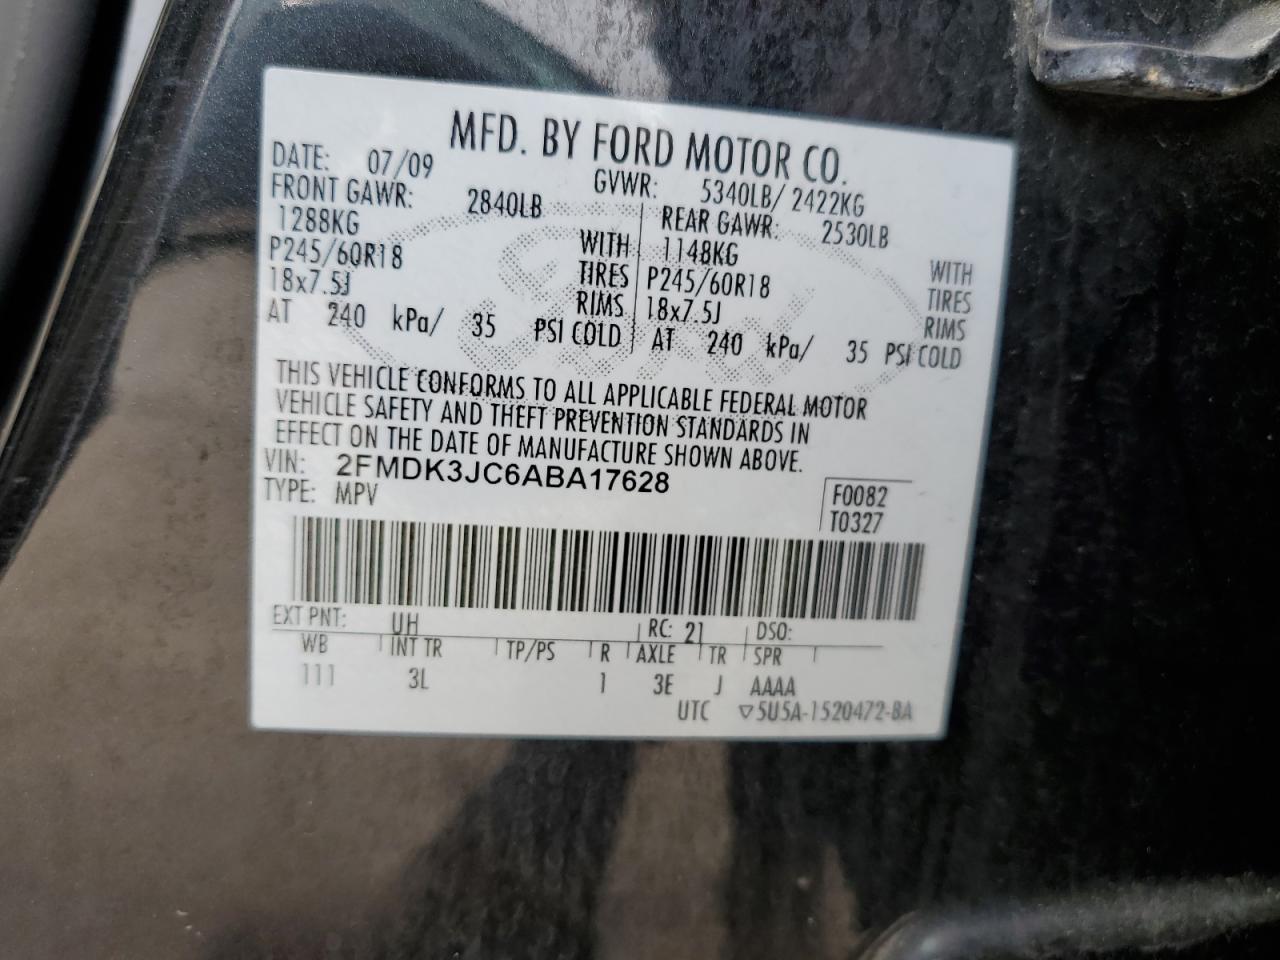 MFD. BY FORD MOTOR CO.
DATE: 07/09 GVWR: 5340LB/ 2422KG
FRONT GAWR: 2840LB REAR GAWR: 2530LB
1288KG WITH 1148KG WITH
P245/60R18 TIRES P245/60R18 TIRES
18x7.5J RIMS 18x7.5J RIMS
AT 240 kPa/ 35 PSI COLD AT 240 kPa/ 35 PSI COLD
THIS VEHICLE CONFORMS TO ALL APPLICABLE FEDERAL MOTOR
VEHICLE SAFETY AND THEFT PREVENTION STANDARDS IN
EFFECT ON THE DATE OF MANUFACTURE SHOWN ABOVE.
VIN: 2FMDK3JC6ABA17628
TYPE: MPV F0082
T0327
EXT PNT: UH RC: 21 DSO:
WB INT TR TP/PS R AXLE TR SPR
111 3L 1 3E J AAAA
UTC ▽5U5A-1520472-BA